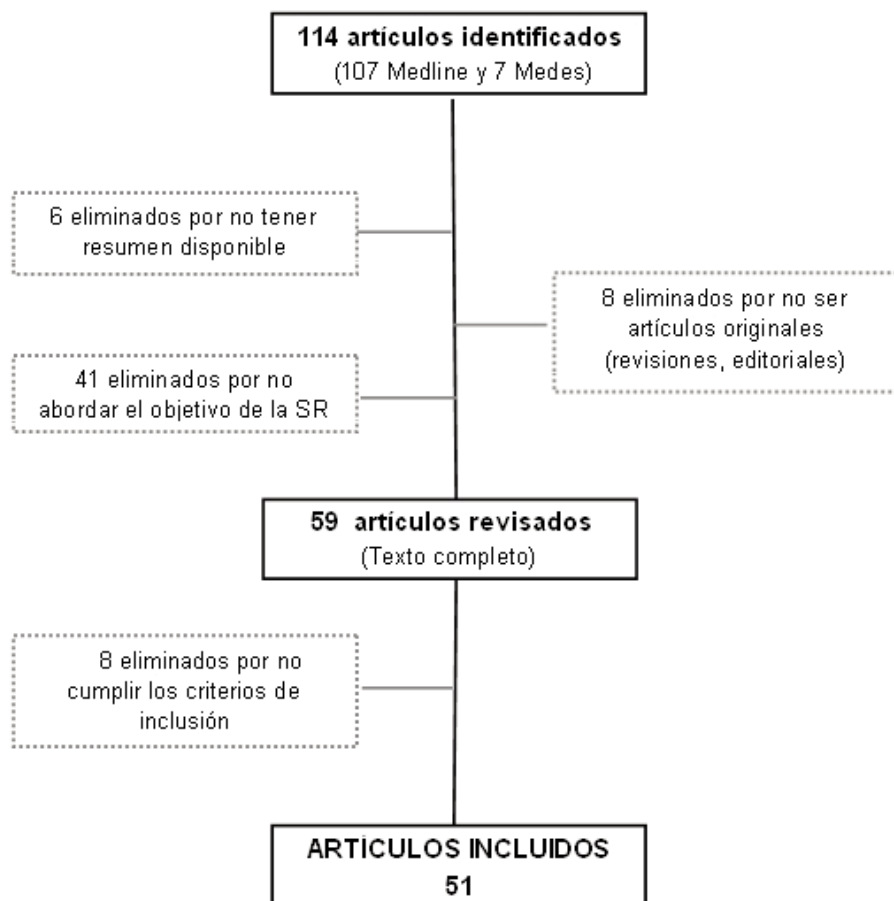 114 artículos identificados
(107 Medline y 7 Medes)
6 eliminados por no tener
resumen disponible
8 eliminados por no ser
artículos originales
(revisiones, editoriales)
41 eliminados por no
abordar el objetivo de la SR
59 artículos revisados
(Texto completo)
8 eliminados por no
cumplir los criterios de
inclusión
ARTÍCULOS INCLUIDOS
51